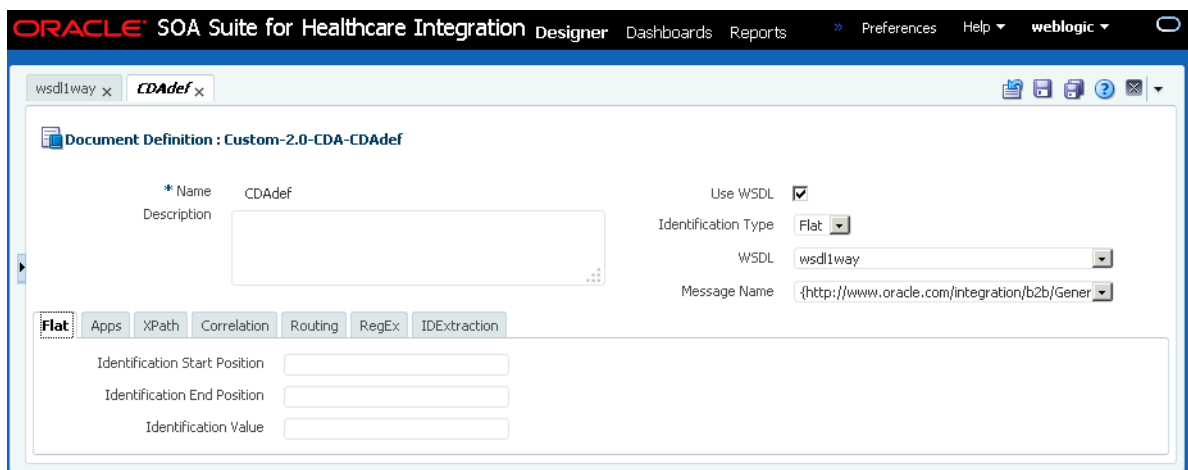 ORACLE SOA Suite for Healthcare Integration Designer Dashboards Reports » Preferences Help weblogic
wsdl1way x CDAdef x
Document Definition : Custom-2.0-CDA-CDAdef
* Name CDAdef
Description
Use WSDL
Identification Type Flat
WSDL wsdl1way
Message Name {http://www.oracle.com/integration/b2b/Gener
Flat Apps XPath Correlation Routing RegEx IDExtraction
Identification Start Position
Identification End Position
Identification Value